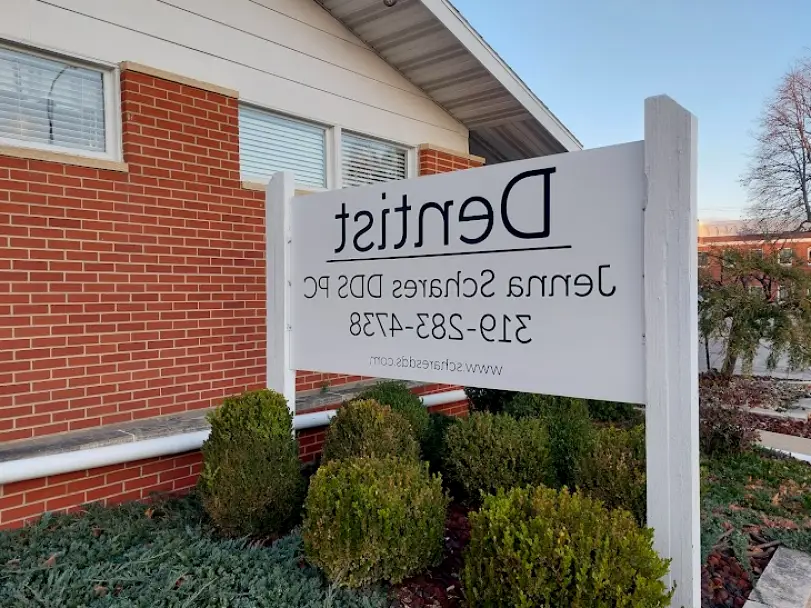 Dentist
Jenna Schares DDS PC
319-283-4738
www.scharesdds.com